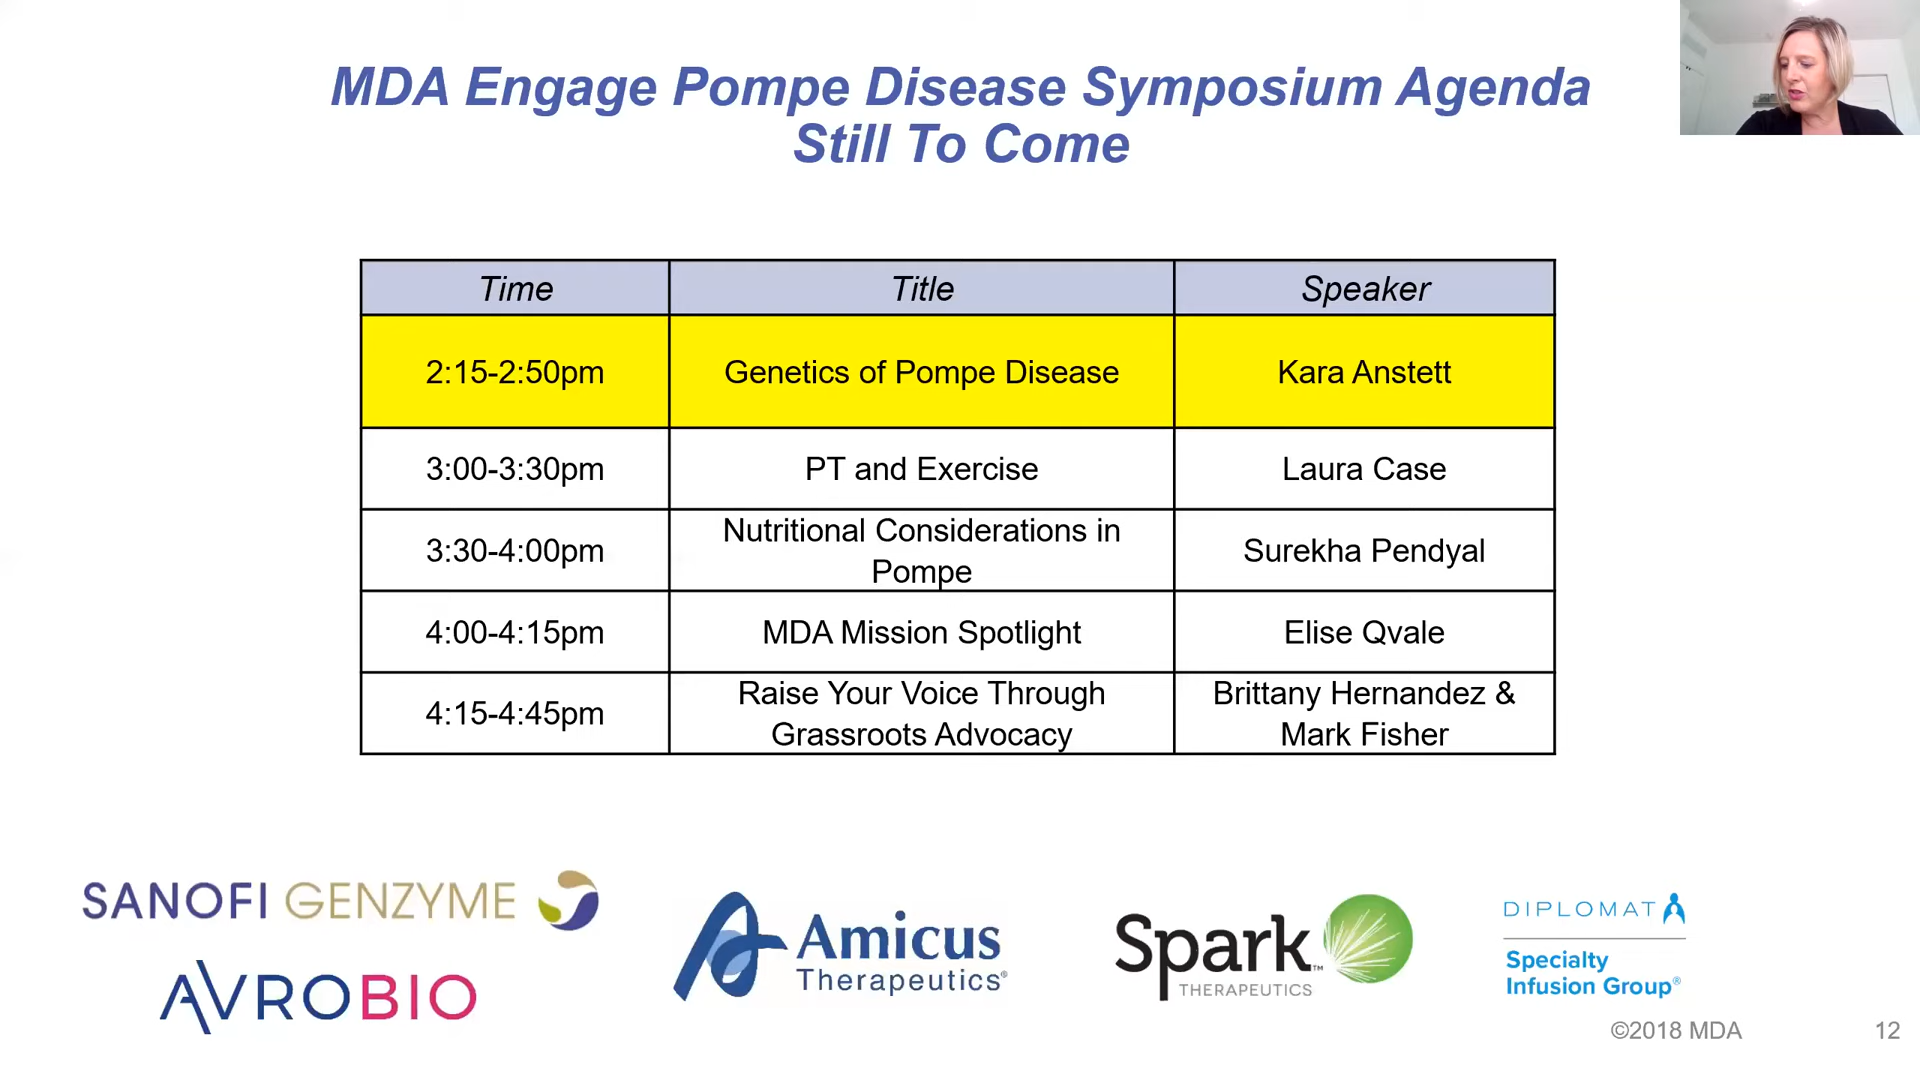 MDA Engage Pompe Disease Symposium Agenda
Still To Come
Time Title Speaker
2:15-2:50pm Genetics of Pompe Disease Kara Anstett
3:00-3:30pm PT and Exercise Laura Case
3:30-4:00pm Nutritional Considerations in
Pompe Surekha Pendyal
4:00-4:15pm MDA Mission Spotlight Elise Qvale
4:15-4:45pm Raise Your Voice Through
Grassroots Advocacy Brittany Hernandez &
Mark Fisher
SANOFI GENZYME
AVROBIO
Amicus
Therapeutics®
Spark™
THERAPEUTICS
DIPLOMAT
Specialty
Infusion Group®
©2018 MDA 12